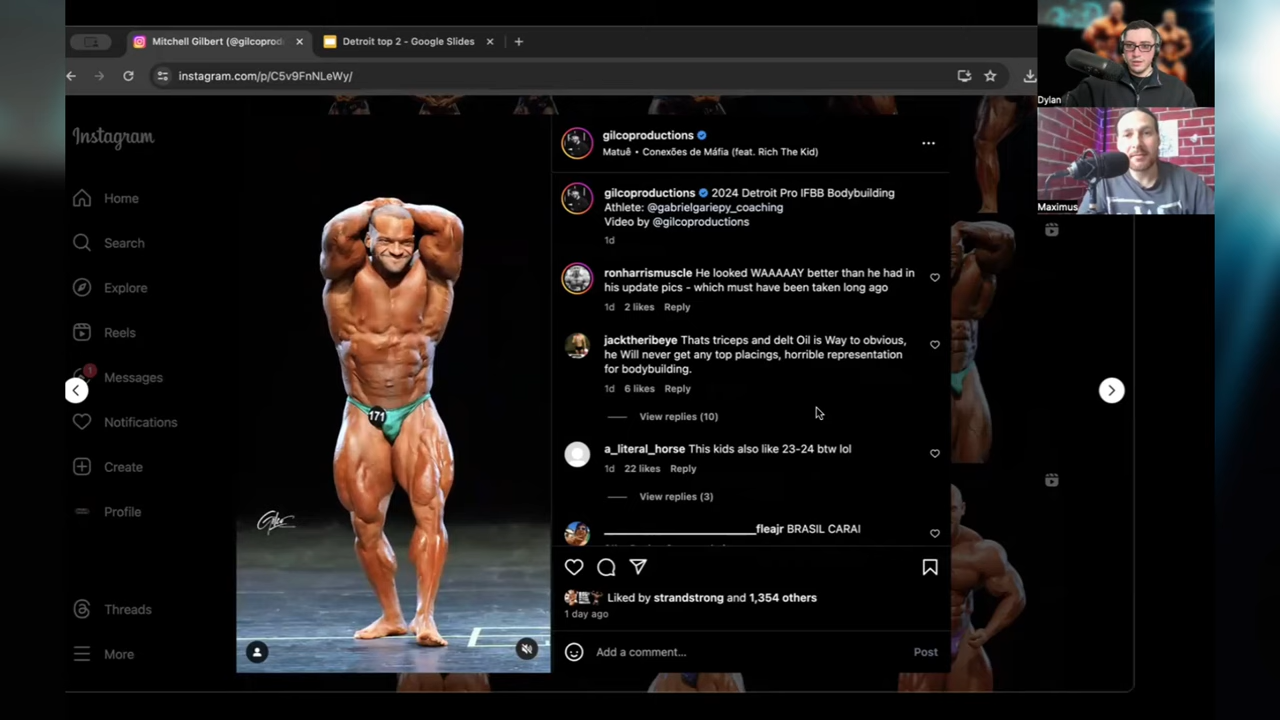 Mitchell Gilbert (@gilcoprod
Detroit top 2 - Google Slides
instagram.com/p/C5v9FnNLeWy/
Dylan
Maximus
Instagram
Home
Search
Explore
Reels
1
Messages
Notifications
Create
Profile
Threads
More
171
Gilco
gilcoproductions
Matuê • Conexões de Máfia (feat. Rich The Kid)
gilcoproductions 2024 Detroit Pro IFBB Bodybuilding
Athlete: @gabrielgariepy_coaching
Video by @gilcoproductions
1d
ronharrismuscle He looked WAAAAAY better than he had in
his update pics - which must have been taken long ago
1d 2 likes Reply
jacktheribeye Thats triceps and delt Oil is Way to obvious,
he Will never get any top placings, horrible representation
for bodybuilding.
1d 6 likes Reply
View replies (10)
a_literal_horse This kids also like 23-24 btw lol
1d 22 likes Reply
View replies (3)
______________________fleajr BRASIL CARAI
Liked by strandstrong and 1,354 others
1 day ago
Add a comment...
Post